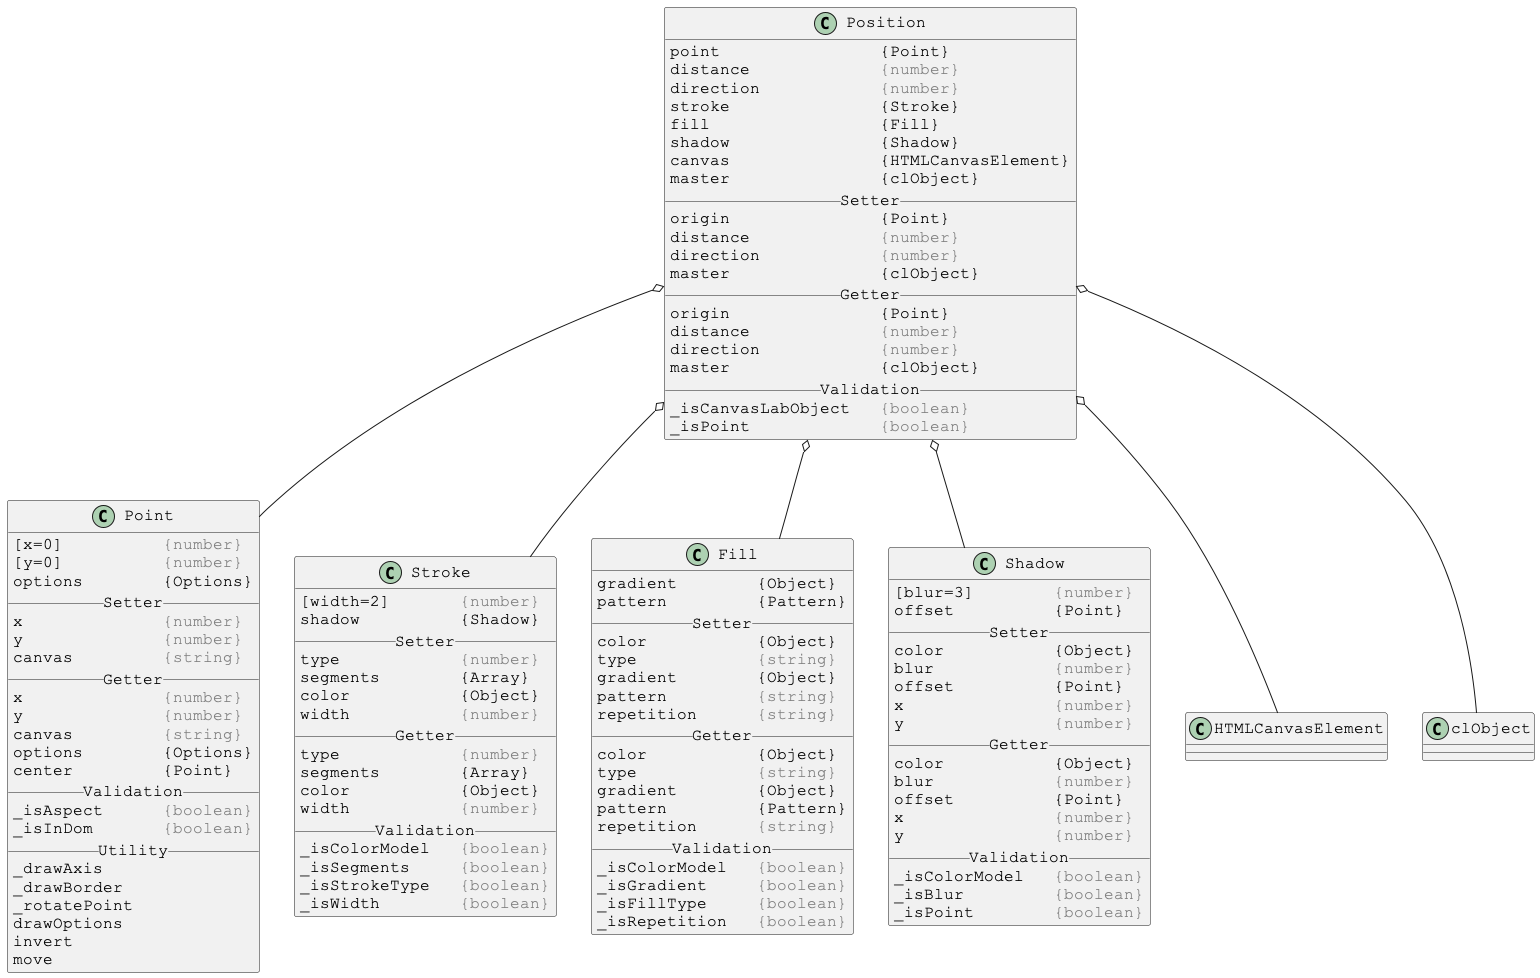 C Position
point {Point}
distance {number}
direction {number}
stroke {Stroke}
fill {Fill}
shadow {Shadow}
canvas {HTMLCanvasElement}
master {clObject}
Setter
origin {Point}
distance {number}
direction {number}
master {clObject}
Getter
origin {Point}
distance {number}
direction {number}
master {clObject}
Validation
_isCanvasLabObject {boolean}
_isPoint {boolean}
C Point
[x=0] {number}
[y=0] {number}
options {Options}
Setter
x {number}
y {number}
canvas {string}
Getter
x {number}
y {number}
canvas {string}
options {Options}
center {Point}
Validation
_isAspect {boolean}
_isInDom {boolean}
Utility
_drawAxis
_drawBorder
_rotatePoint
drawOptions
invert
move
C Stroke
[width=2] {number}
shadow {Shadow}
Setter
type {number}
segments {Array}
color {Object}
width {number}
Getter
type {number}
segments {Array}
color {Object}
width {number}
Validation
_isColorModel {boolean}
_isSegments {boolean}
_isStrokeType {boolean}
_isWidth {boolean}
C Fill
gradient {Object}
pattern {Pattern}
Setter
color {Object}
type {string}
gradient {Object}
pattern {string}
repetition {string}
Getter
color {Object}
type {string}
gradient {Object}
pattern {Pattern}
repetition {string}
Validation
_isColorModel {boolean}
_isGradient {boolean}
_isFillType {boolean}
_isRepetition {boolean}
C Shadow
[blur=3] {number}
offset {Point}
Setter
color {Object}
blur {number}
offset {Point}
x {number}
y {number}
Getter
color {Object}
blur {number}
offset {Point}
x {number}
y {number}
Validation
_isColorModel {boolean}
_isBlur {boolean}
_isPoint {boolean}
C HTMLCanvasElement
C clObject